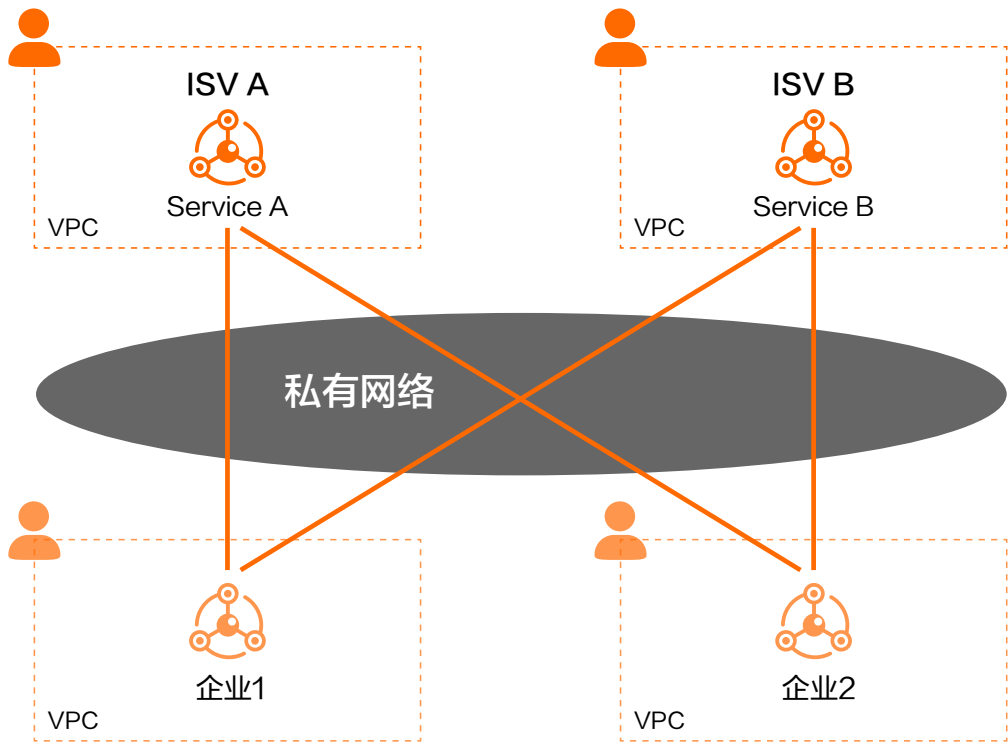 ISV A
Service A
VPC
ISV B
Service B
VPC
私有网络
企业1
VPC
企业2
VPC